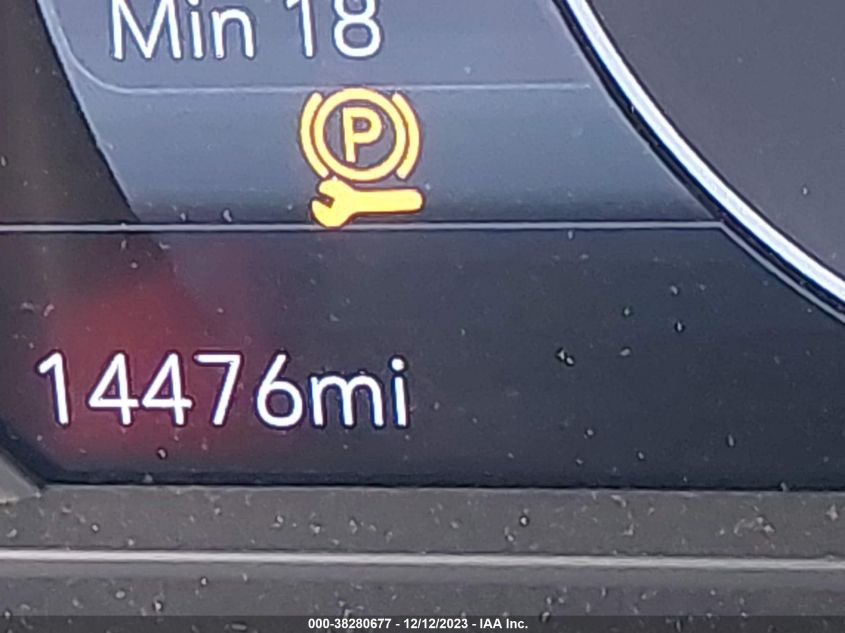 Min 18
P
14476mi
000-38280677 - 12/12/2023 - IAA Inc.